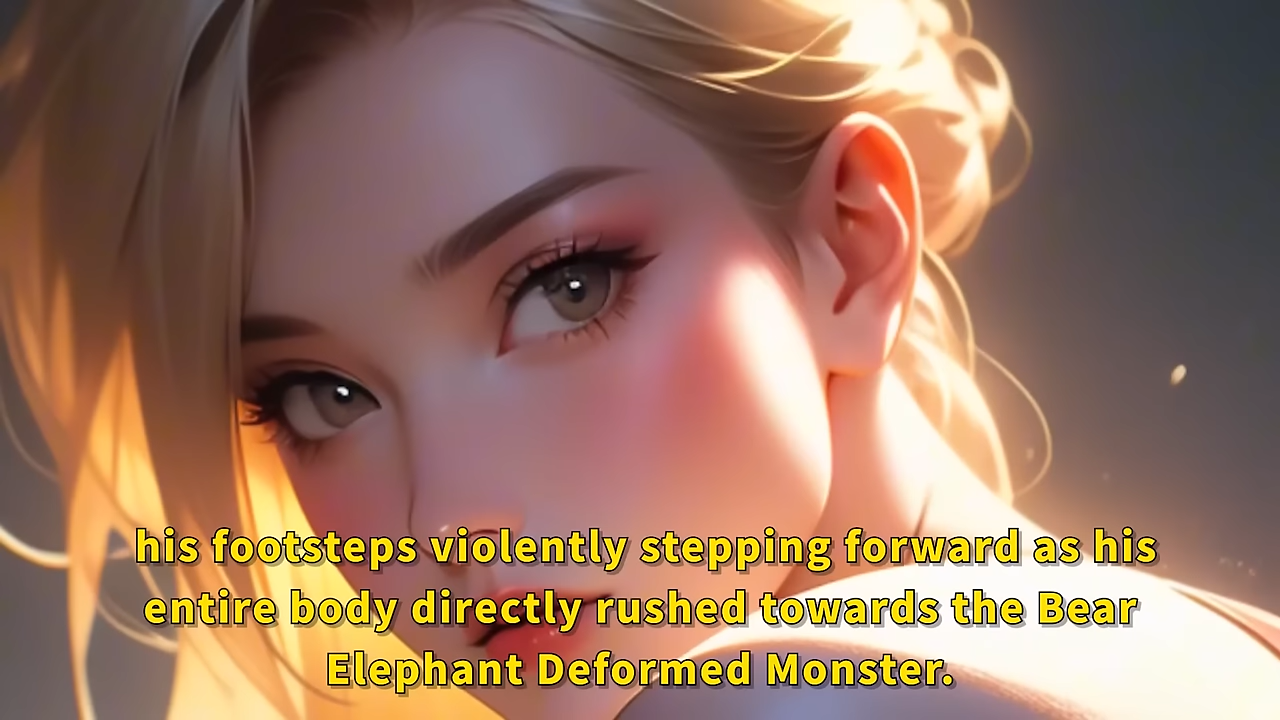 his footsteps violently stepping forward as his
entire body directly rushed towards the Bear
Elephant Deformed Monster.